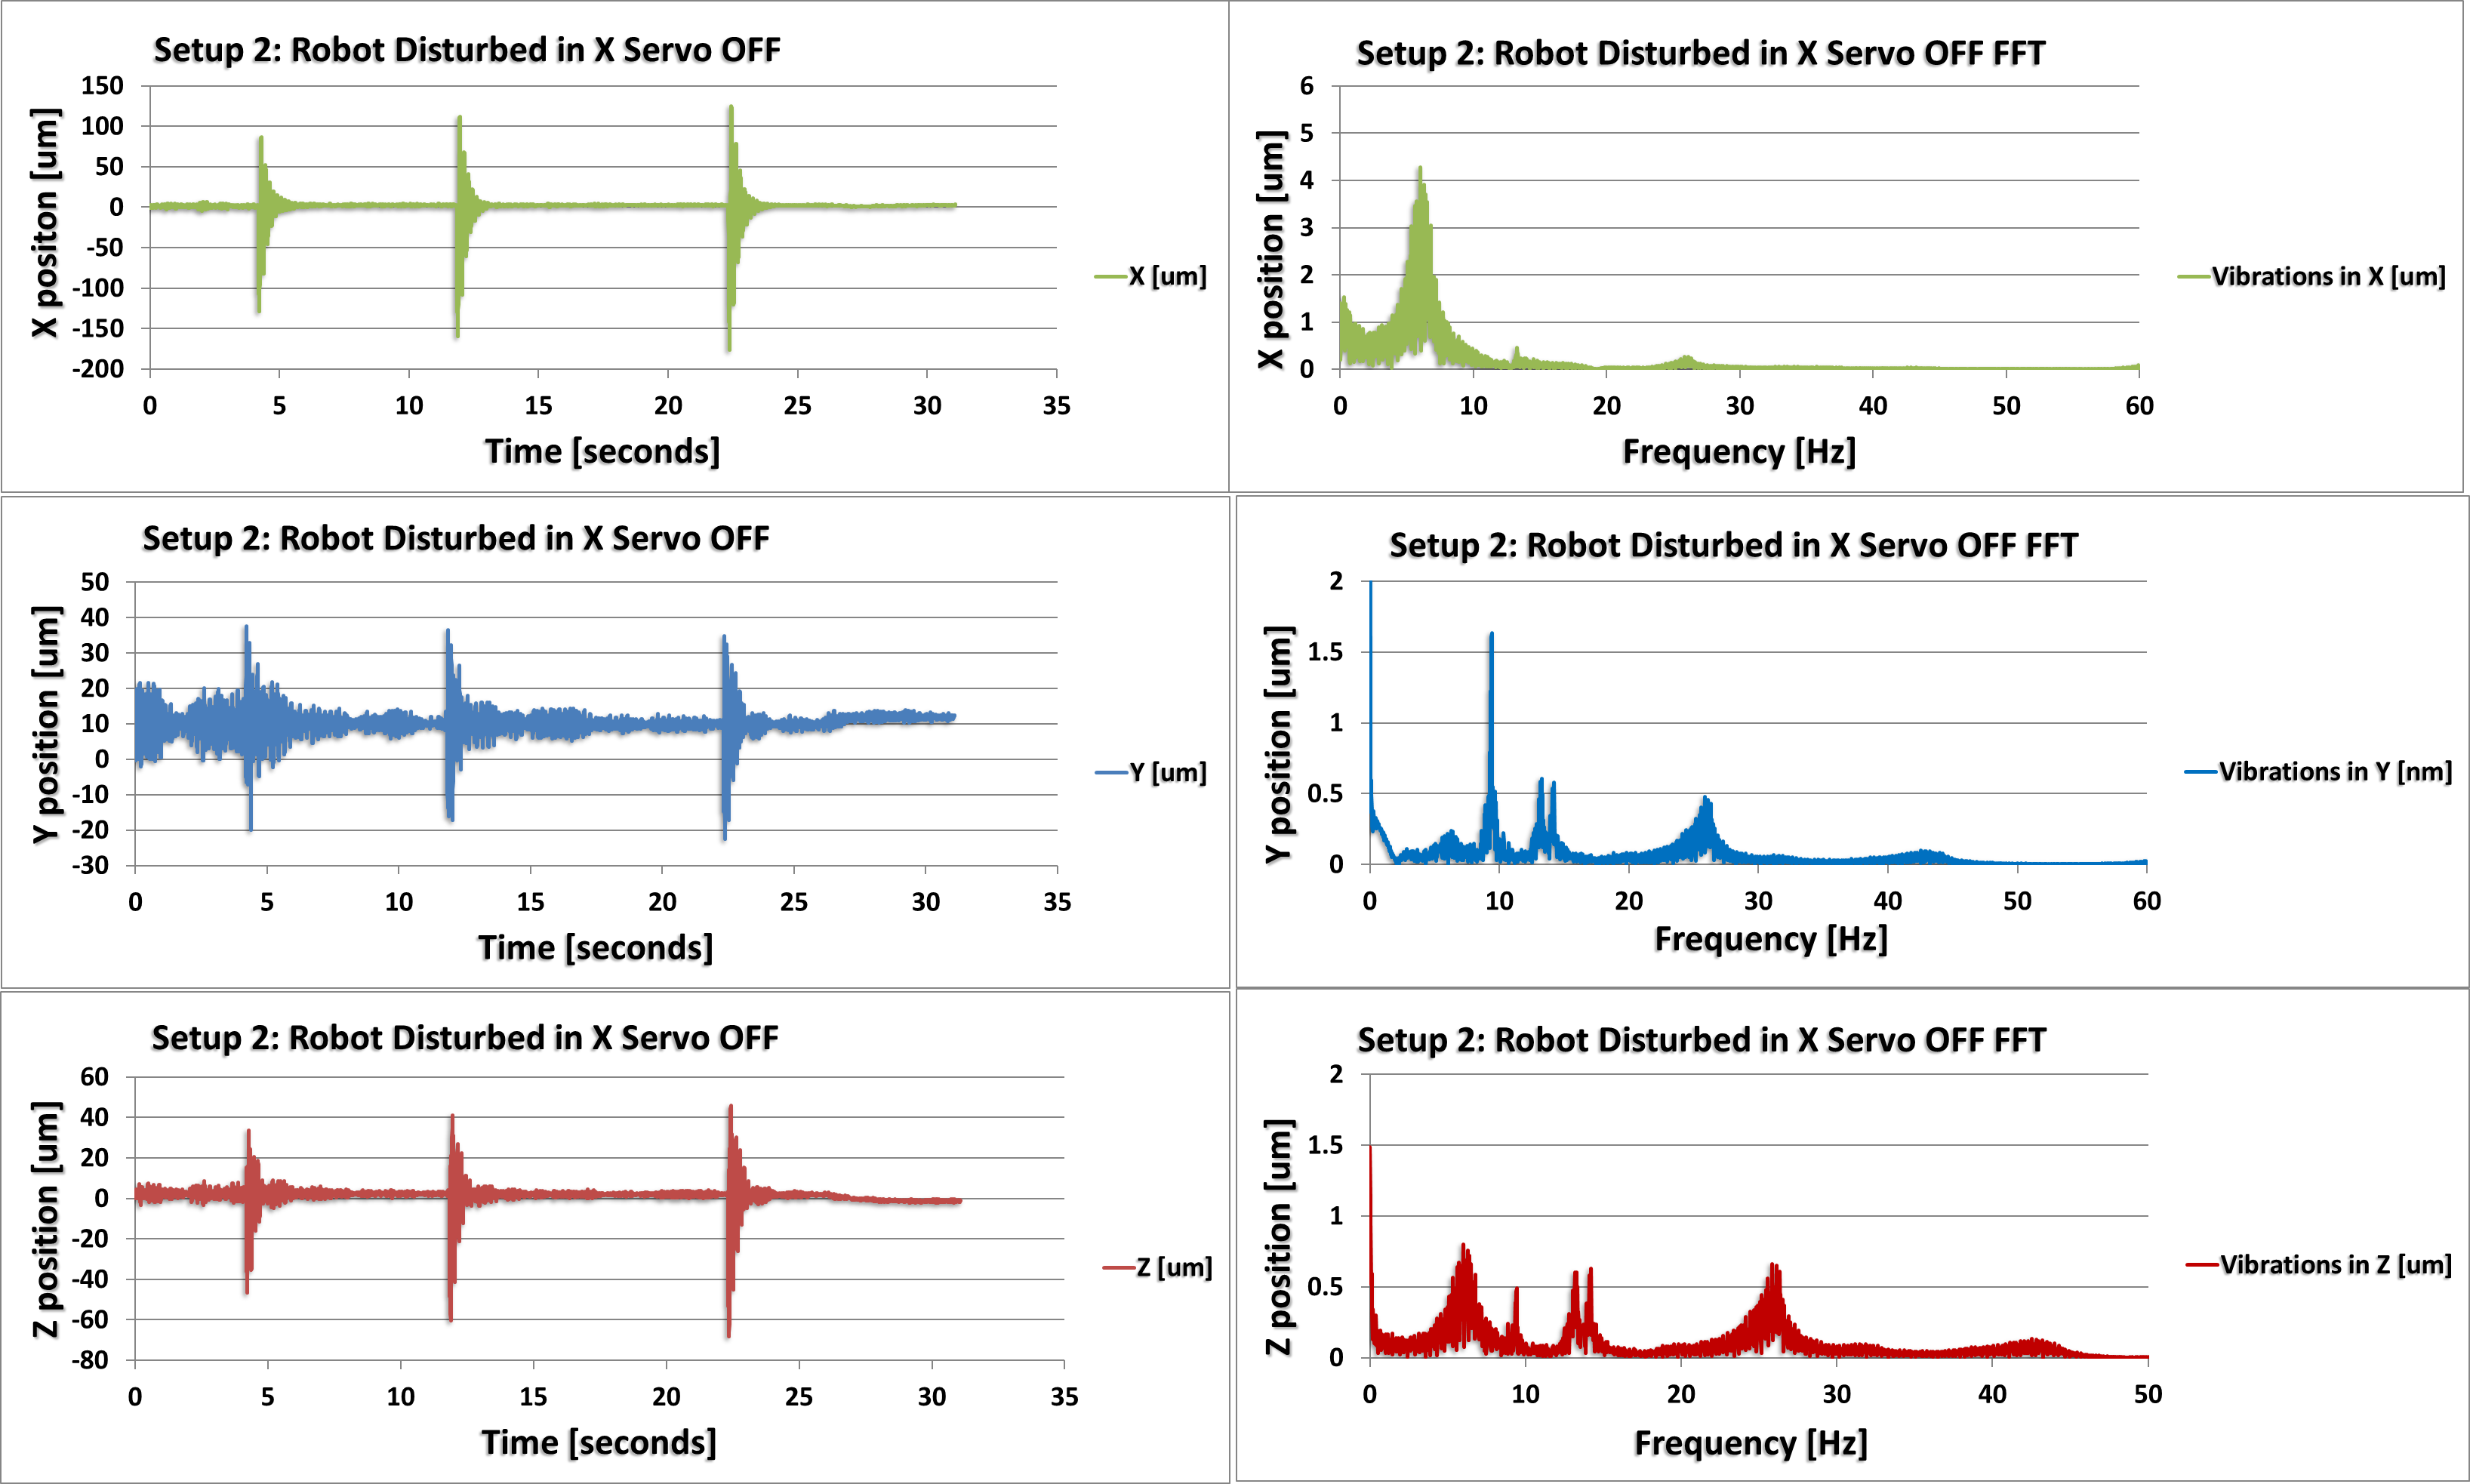 Setup 2: Robot Disturbed in X Servo OFF
X positon [um]
150
100
50
0
-50
-100
-150
-200
0 5 10 15 20 25 30 35
Time [seconds]
X [um]
Setup 2: Robot Disturbed in X Servo OFF FFT
X position [um]
6
5
4
3
2
1
0
0 10 20 30 40 50 60
Frequency [Hz]
Vibrations in X [um]
Setup 2: Robot Disturbed in X Servo OFF
Y position [um]
50
40
30
20
10
0
-10
-20
-30
0 5 10 15 20 25 30 35
Time [seconds]
Y [um]
Setup 2: Robot Disturbed in X Servo OFF FFT
Y position [um]
2
1.5
1
0.5
0
0 10 20 30 40 50 60
Frequency [Hz]
Vibrations in Y [nm]
Setup 2: Robot Disturbed in X Servo OFF
Z position [um]
60
40
20
0
-20
-40
-60
-80
0 5 10 15 20 25 30 35
Time [seconds]
Z [um]
Setup 2: Robot Disturbed in X Servo OFF FFT
Z position [um]
2
1.5
1
0.5
0
0 10 20 30 40 50
Frequency [Hz]
Vibrations in Z [um]